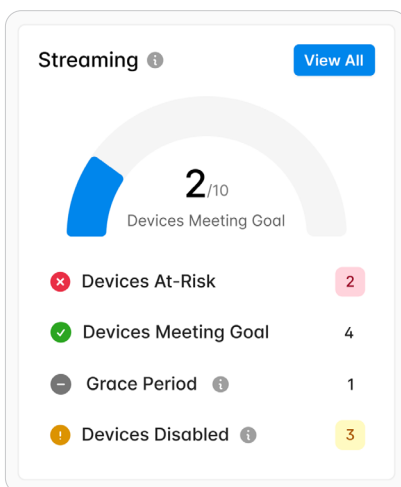 Streaming
View All
2/10
Devices Meeting Goal
Devices At-Risk 2
Devices Meeting Goal 4
Grace Period 1
Devices Disabled 3